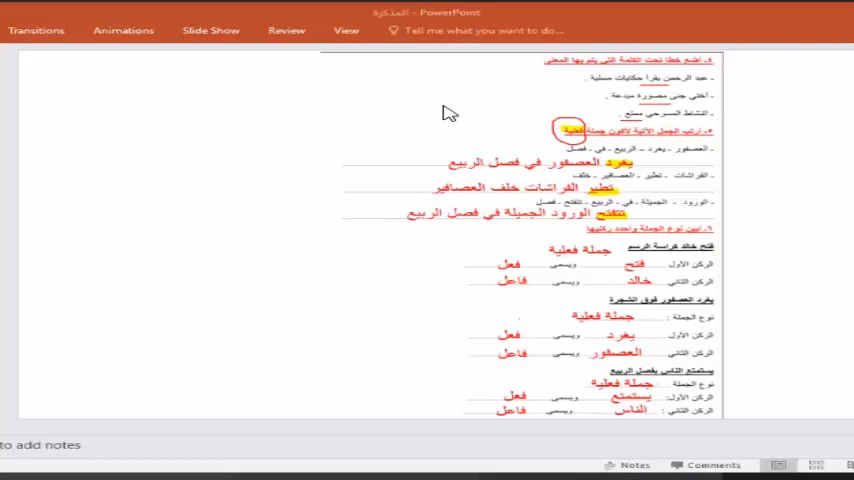 المذكرة - PowerPoint
Transitions Animations Slide Show Review View Tell me what you want to do...
٤- أضع خطا تحت الكلمة التي يتم بها المعنى
- عبد الرحمن يقرأ حكايات مسلية .
- اختي جنى مصورة مبدعة .
- النشاط المسرحي ممتع .
٥- أرتب الجمل الآتية لأكون جملة فعلية
- العصفور - يغرد - الربيع - في - فصل
يغرد العصفور في فصل الربيع
- الفراشات - تطير - العصافير - خلف
تطير الفراشات خلف العصافير
- الورود - الجميلة - في - الربيع - تتفتح - فصل
تتفتح الورود الجميلة في فصل الربيع
٦- أبين نوع الجملة وأحدد ركنيها
فتح خالد كراسة الرسم
جملة فعلية
الركن الأول فتح ويسمى فعل
الركن الثاني خالد ويسمى فاعل
يغرد العصفور فوق الشجرة
نوع الجملة : جملة فعلية
الركن الأول يغرد ويسمى فعل
الركن الثاني العصفور ويسمى فاعل
يستمتع الناس بفصل الربيع
نوع الجملة : جملة فعلية
الركن الأول: يستمتع ويسمى فعل
الركن الثاني : الناس ويسمى فاعل
to add notes
Notes Comments